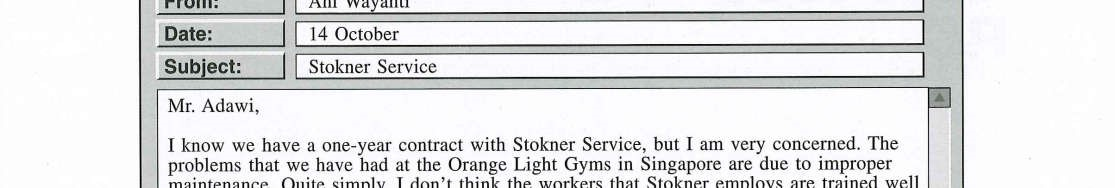 From: Ani Wayanti
Date: 14 October
Subject: Stokner Service
Mr. Adawi,
I know we have a one-year contract with Stokner Service, but I am very concerned. The
problems that we have had at the Orange Light Gyms in Singapore are due to improper
maintenance. Quite simply, I don't think the workers that Stokner employs are trained well